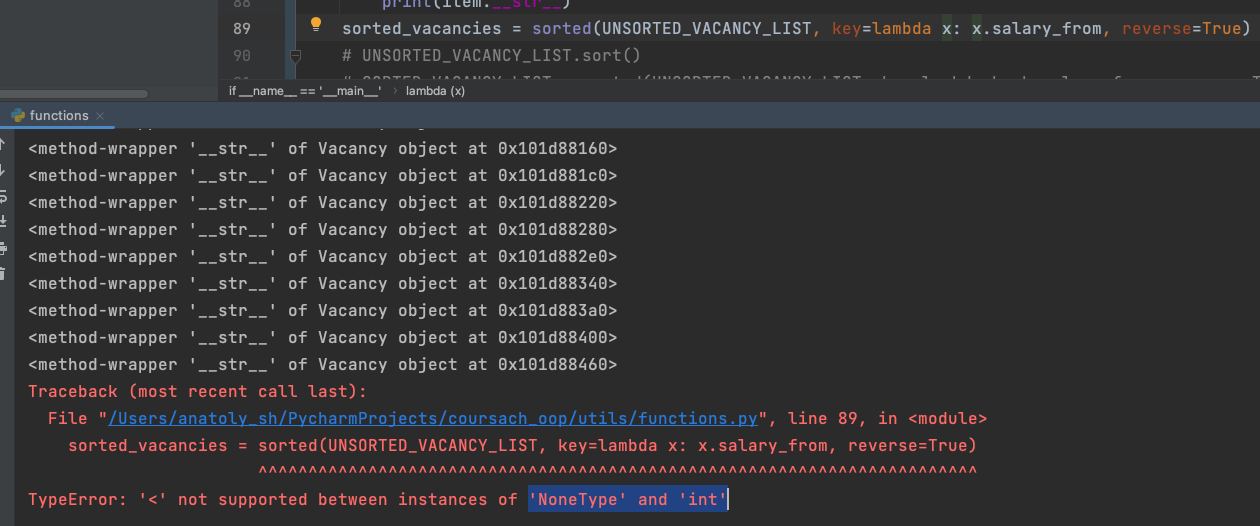 88 print(item.__str__)
89 sorted_vacancies = sorted(UNSORTED_VACANCY_LIST, key=lambda x: x.salary_from, reverse=True)
90 # UNSORTED_VACANCY_LIST.sort()
if __name__ == '__main__' › lambda (x)
functions ×
<method-wrapper '__str__' of Vacancy object at 0x101d88160>
<method-wrapper '__str__' of Vacancy object at 0x101d881c0>
<method-wrapper '__str__' of Vacancy object at 0x101d88220>
<method-wrapper '__str__' of Vacancy object at 0x101d88280>
<method-wrapper '__str__' of Vacancy object at 0x101d882e0>
<method-wrapper '__str__' of Vacancy object at 0x101d88340>
<method-wrapper '__str__' of Vacancy object at 0x101d883a0>
<method-wrapper '__str__' of Vacancy object at 0x101d88400>
<method-wrapper '__str__' of Vacancy object at 0x101d88460>
Traceback (most recent call last):
File "/Users/anatoly_sh/PycharmProjects/coursach_oop/utils/functions.py", line 89, in <module>
sorted_vacancies = sorted(UNSORTED_VACANCY_LIST, key=lambda x: x.salary_from, reverse=True)
^^^^^^^^^^^^^^^^^^^^^^^^^^^^^^^^^^^^^^^^^^^^^^^^^^^^^^^^^^^^^^^^^^^^^^^^
TypeError: '<' not supported between instances of 'NoneType' and 'int'